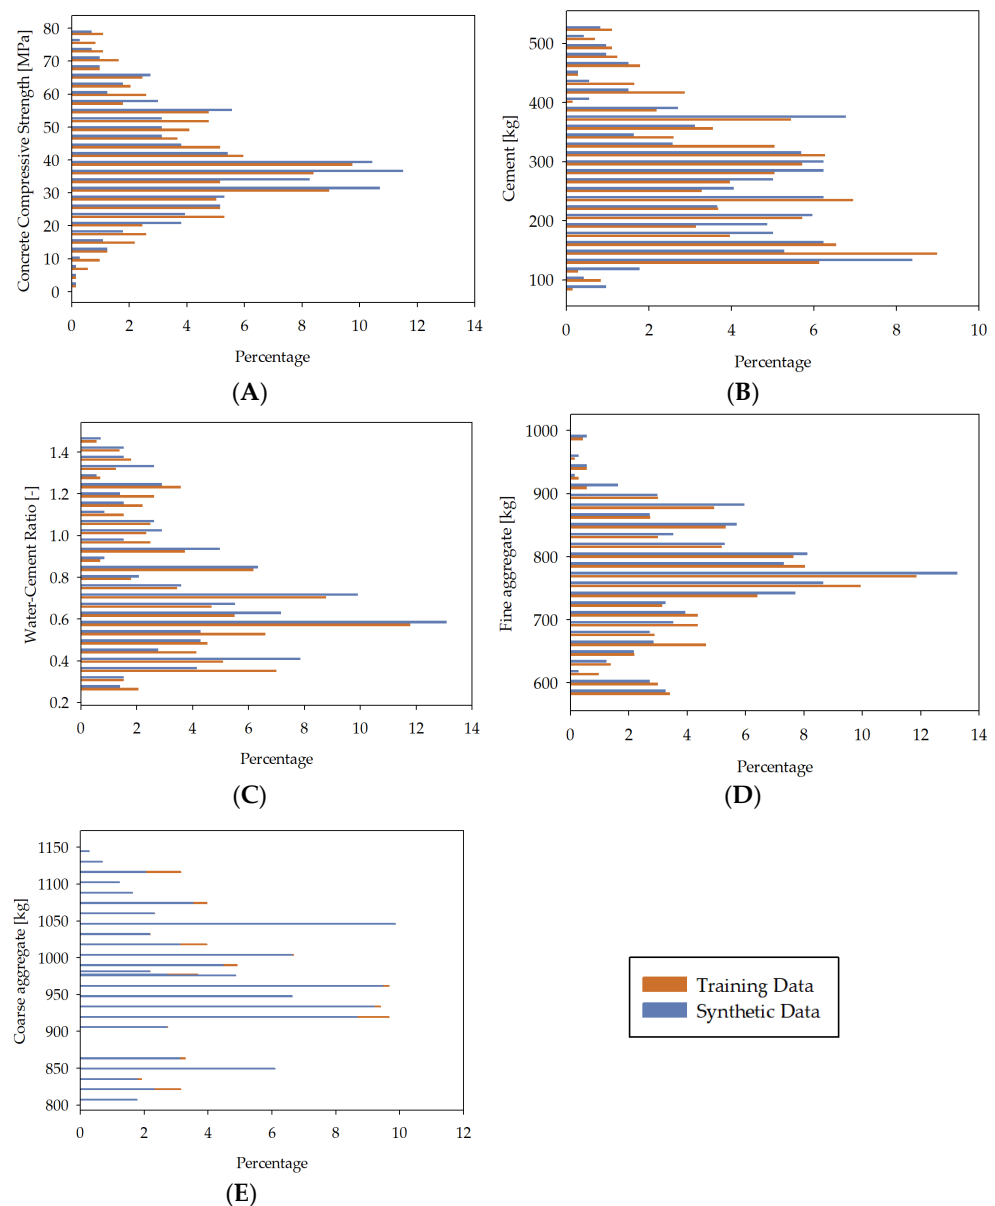 Concrete Compressive Strength [MPa]
80
70
60
50
40
30
20
10
0
0 2 4 6 8 10 12 14
Percentage
(A)
Cement [kg]
500
400
300
200
100
0 2 4 6 8 10
Percentage
(B)
Water-Cement Ratio [-]
1.4
1.2
1.0
0.8
0.6
0.4
0.2
0 2 4 6 8 10 12 14
Percentage
(C)
Fine aggregate [kg]
1000
900
800
700
600
0 2 4 6 8 10 12 14
Percentage
(D)
Coarse aggregate [kg]
1150
1100
1050
1000
950
900
850
800
0 2 4 6 8 10 12
Percentage
(E)
Training Data
Synthetic Data